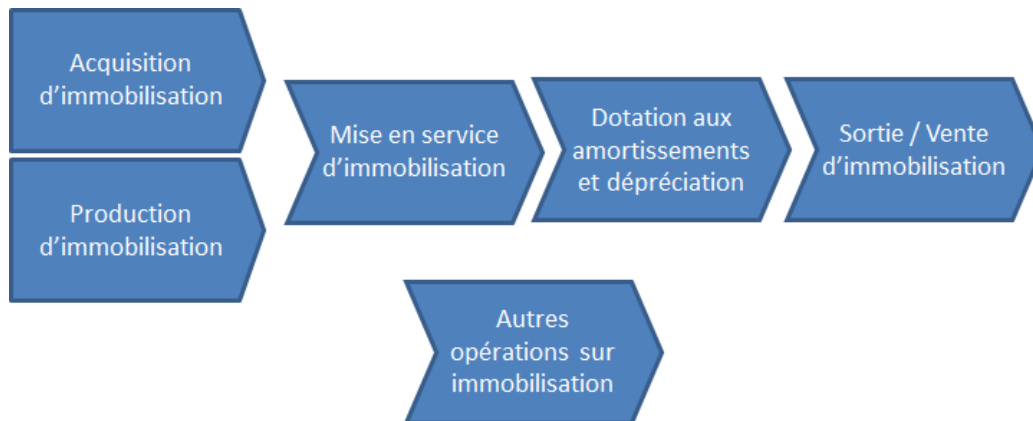 Acquisition
d’immobilisation
Production
d’immobilisation
Mise en service
d’immobilisation
Dotation aux
amortissements
et dépréciation
Sortie / Vente
d’immobilisation
Autres
opérations sur
immobilisation